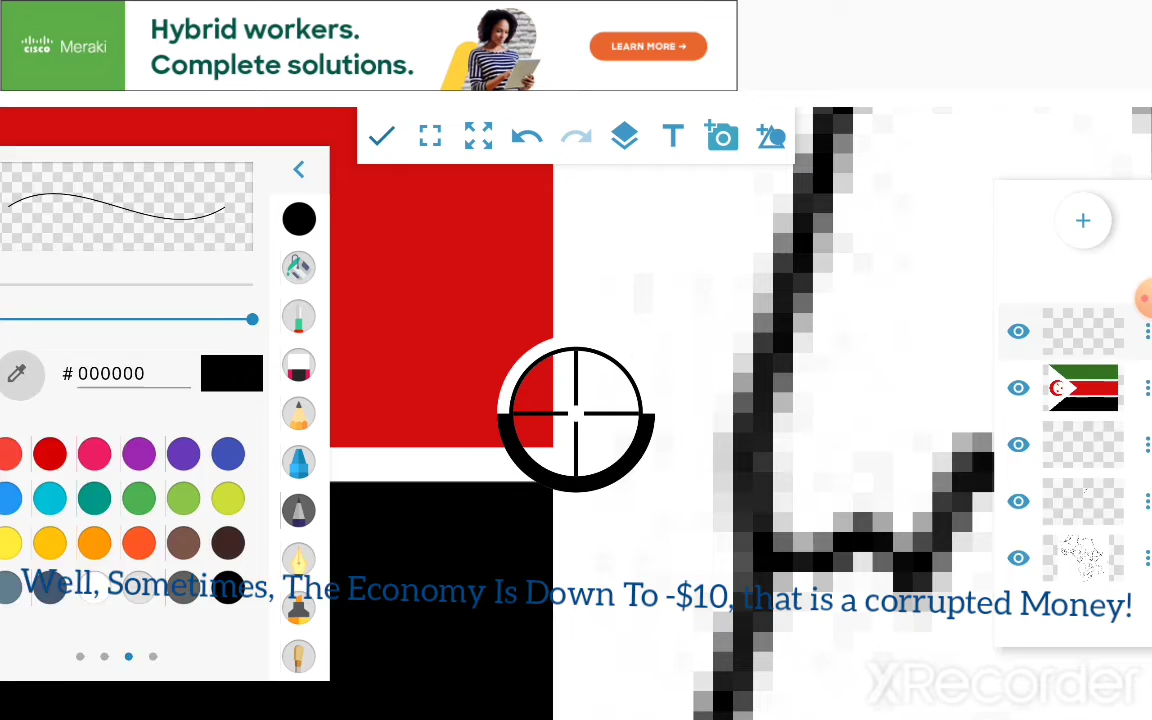 Hybrid workers.
Complete solutions.
CISCO Meraki
LEARN MORE →
T
# 000000
Well, Sometimes, The Economy Is Down To -$10, that is a corrupted Money!
XRecorder